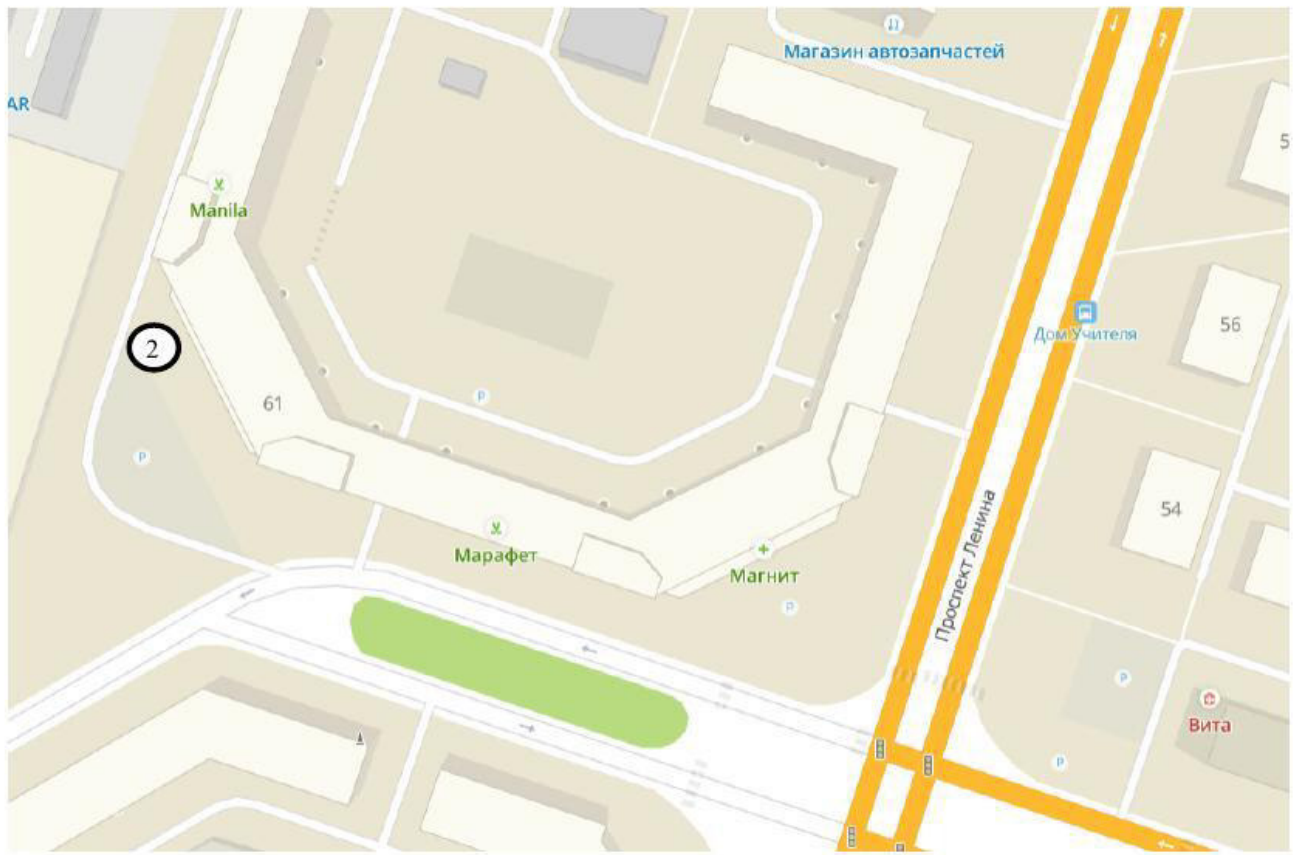 Магазин автозапчастей
AR
5
Manila
Дом Учителя
56
2
P
61
P
54
Проспект Ленина
Марафет
Магнит
P
P
Вита
P